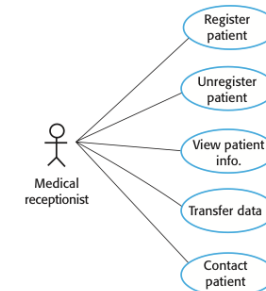 Register
patient
Unregister
patient
View patient
info.
Medical
receptionist
Transfer data
Contact
patient